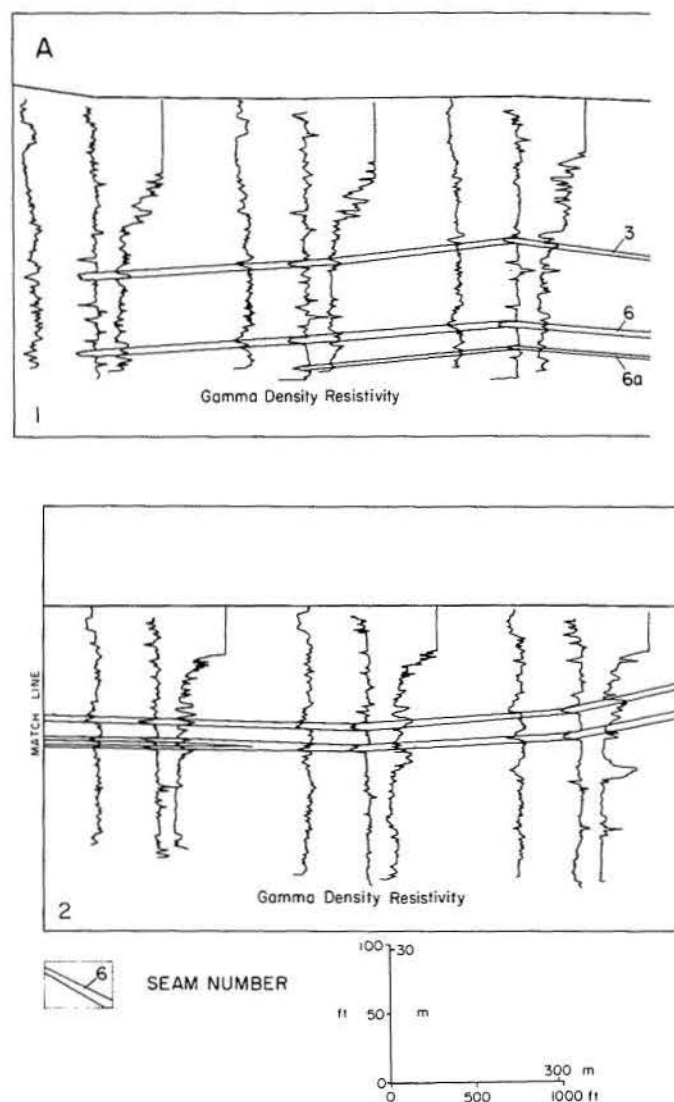 A
3
6
6a
Gamma Density Resistivity
1
MATCH LINE
Gamma Density Resistivity
2
6
SEAM NUMBER
100 30
ft 50 m
300 m
0
0 500 1000 ft